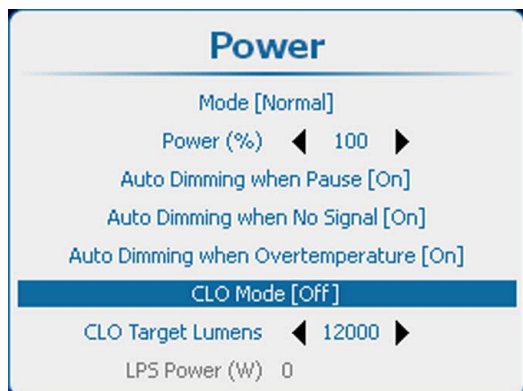 Power
Mode [Normal]
Power (%) 100
Auto Dimming when Pause [On]
Auto Dimming when No Signal [On]
Auto Dimming when Overtemperature [On]
CLO Mode [Off]
CLO Target Lumens 12000
LPS Power (W) 0